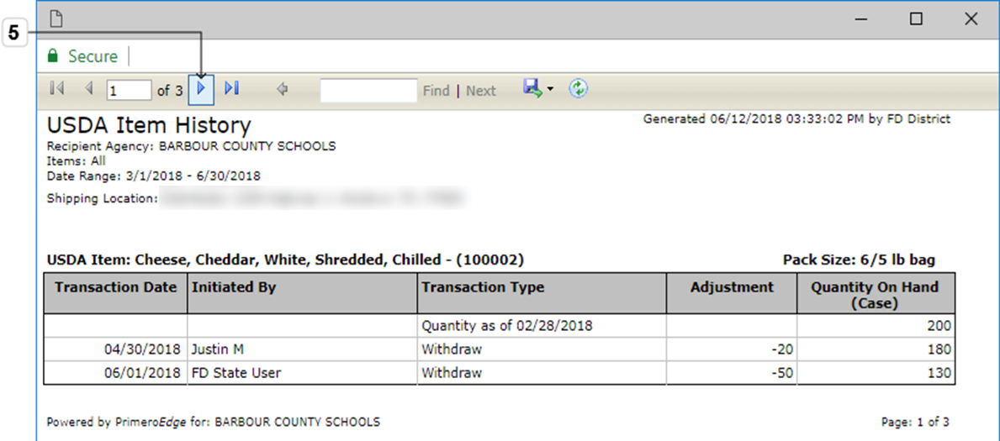 5
Secure
1 of 3 Find | Next
USDA Item History
Generated 06/12/2018 03:33:02 PM by FD District
Recipient Agency: BARBOUR COUNTY SCHOOLS
Items: All
Date Range: 3/1/2018 - 6/30/2018
Shipping Location:
USDA Item: Cheese, Cheddar, White, Shredded, Chilled - (100002) Pack Size: 6/5 lb bag
Transaction Date Initiated By Transaction Type Adjustment Quantity On Hand (Case)
Quantity as of 02/28/2018 200
04/30/2018 Justin M Withdraw -20 180
06/01/2018 FD State User Withdraw -50 130
Powered by PrimeroEdge for: BARBOUR COUNTY SCHOOLS Page: 1 of 3